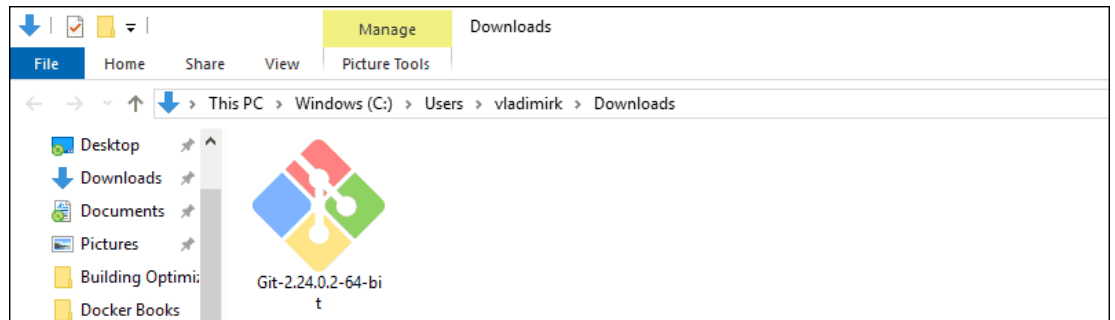 Manage
Downloads
File Home Share View Picture Tools
This PC > Windows (C:) > Users > vladimirk > Downloads
Desktop
Downloads
Documents
Pictures
Building Optimiz
Docker Books
Git-2.24.0.2-64-bi
t